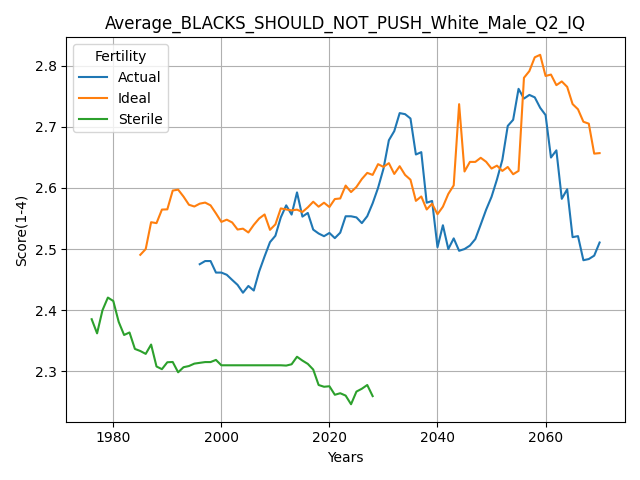 Average_BLACKS_SHOULD_NOT_PUSH_White_Male_Q2_IQ
Fertility
Actual
Ideal
Sterile
Score(1-4)
2.8
2.7
2.6
2.5
2.4
2.3
1980 2000 2020 2040 2060
Years